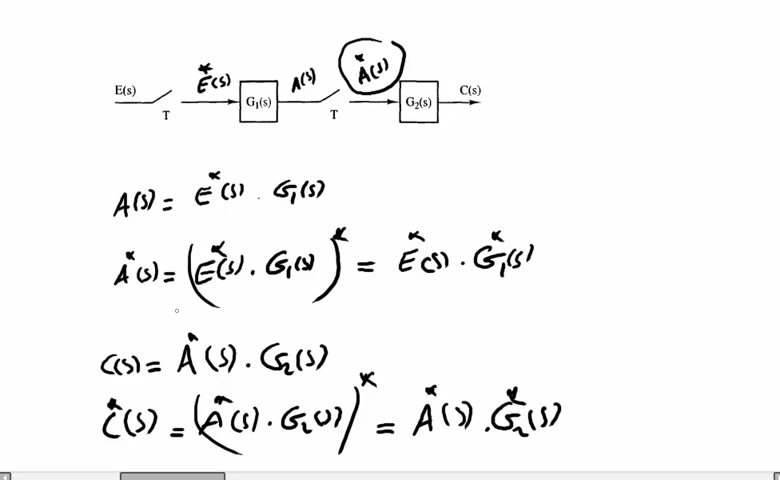 E*(s) A(s) A*(s)
E(s) G₁(s) G₂(s) C(s)
T T
A(s) = E*(s) . G₁(s)
A*(s) = (E*(s) . G₁(s))* = E*(s) . G₁*(s)
C(s) = A*(s) . G₂(s)
C*(s) = (A*(s) . G₂(s))* = A*(s) . G₂*(s)